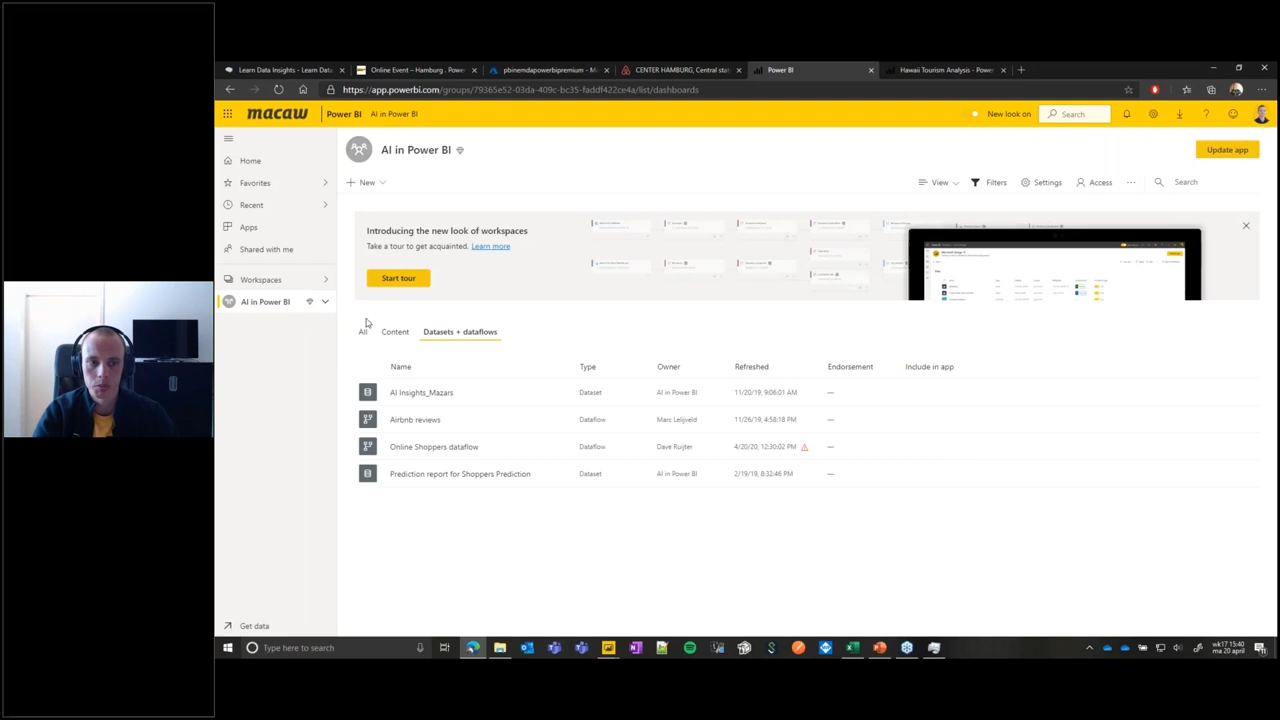 Learn Data Insights - Learn Data
Online Event – Hamburg , Power
pbinemdapowerbipremium - Mi
CENTER HAMBURG, Central stat
Power BI
Hawaii Tourism Analysis - Power
https://app.powerbi.com/groups/79365e52-03da-409c-bc35-faddf422ce4a/list/dashboards
macaw Power BI AI in Power BI New look on Search
AI in Power BI Update app
Home
Favorites
Recent
Apps
Shared with me
Workspaces
AI in Power BI
Get data
New View Filters Settings Access ... Search
Introducing the new look of workspaces
Take a tour to get acquainted. Learn more
Start tour
All Content Datasets + dataflows
Name Type Owner Refreshed Endorsement Include in app
AI Insights_Mazars Dataset AI in Power BI 11/20/19, 9:06:01 AM —
Airbnb reviews Dataflow Marc Lelijveld 11/26/19, 4:58:18 PM —
Online Shoppers dataflow Dataflow Dave Ruijter 4/20/20, 12:30:02 PM —
Prediction report for Shoppers Prediction Dataset AI in Power BI 2/19/19, 8:32:46 PM —
Type here to search
wk17 15:40
ma 20 april